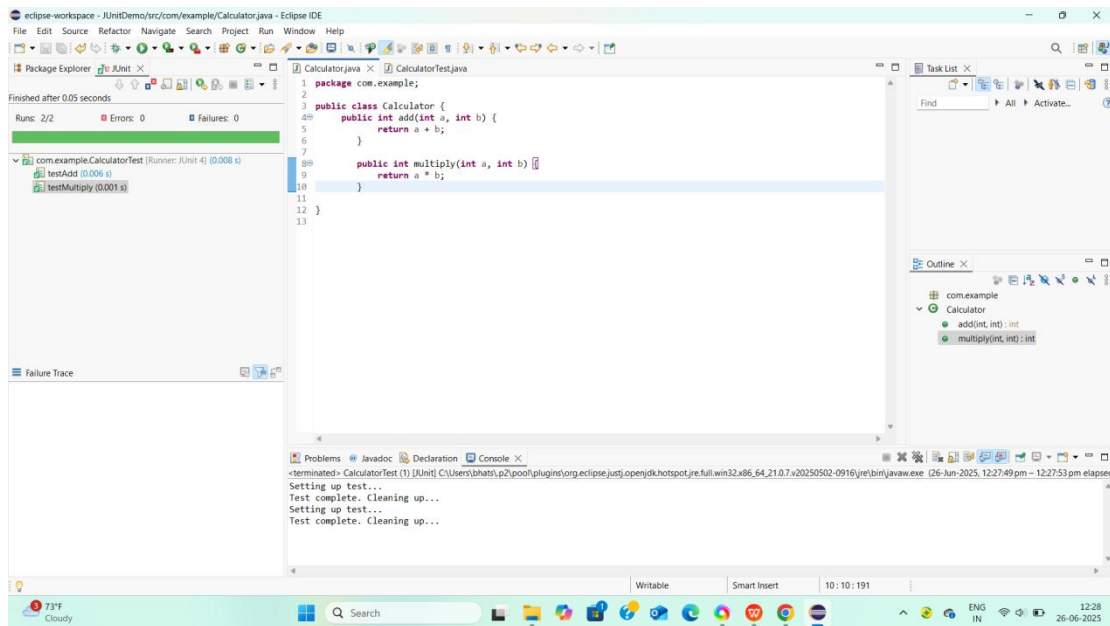 eclipse-workspace - JUnitDemo/src/com/example/Calculator.java - Eclipse IDE
File Edit Source Refactor Navigate Search Project Run Window Help
Package Explorer JUnit
Finished after 0.05 seconds
Runs: 2/2 Errors: 0 Failures: 0
com.example.CalculatorTest [Runner: JUnit 4] (0.008 s)
testAdd (0.006 s)
testMultiply (0.001 s)
Failure Trace
Calculator.java CalculatorTest.java
1 package com.example;
2
3 public class Calculator {
4 public int add(int a, int b) {
5 return a + b;
6 }
7
8 public int multiply(int a, int b) {
9 return a * b;
10 }
11
12 }
13
Task List
Find All Activate...
Outline
com.example
Calculator
add(int, int) : int
multiply(int, int) : int
Problems Javadoc Declaration Console
<terminated> CalculatorTest (1) [JUnit] C:\Users\bhats\.p2\pool\plugins\org.eclipse.justj.openjdk.hotspot.jre.full.win32.x86_64_21.0.7.v20250502-0916\jre\bin\javaw.exe (26-Jun-2025, 12:27:49 pm – 12:27:53 pm elapsed
Setting up test...
Test complete. Cleaning up...
Setting up test...
Test complete. Cleaning up...
Writable Smart Insert 10 : 10 : 191
3 73°F
Cloudy
Search
ENG
IN
12:28
26-06-2025